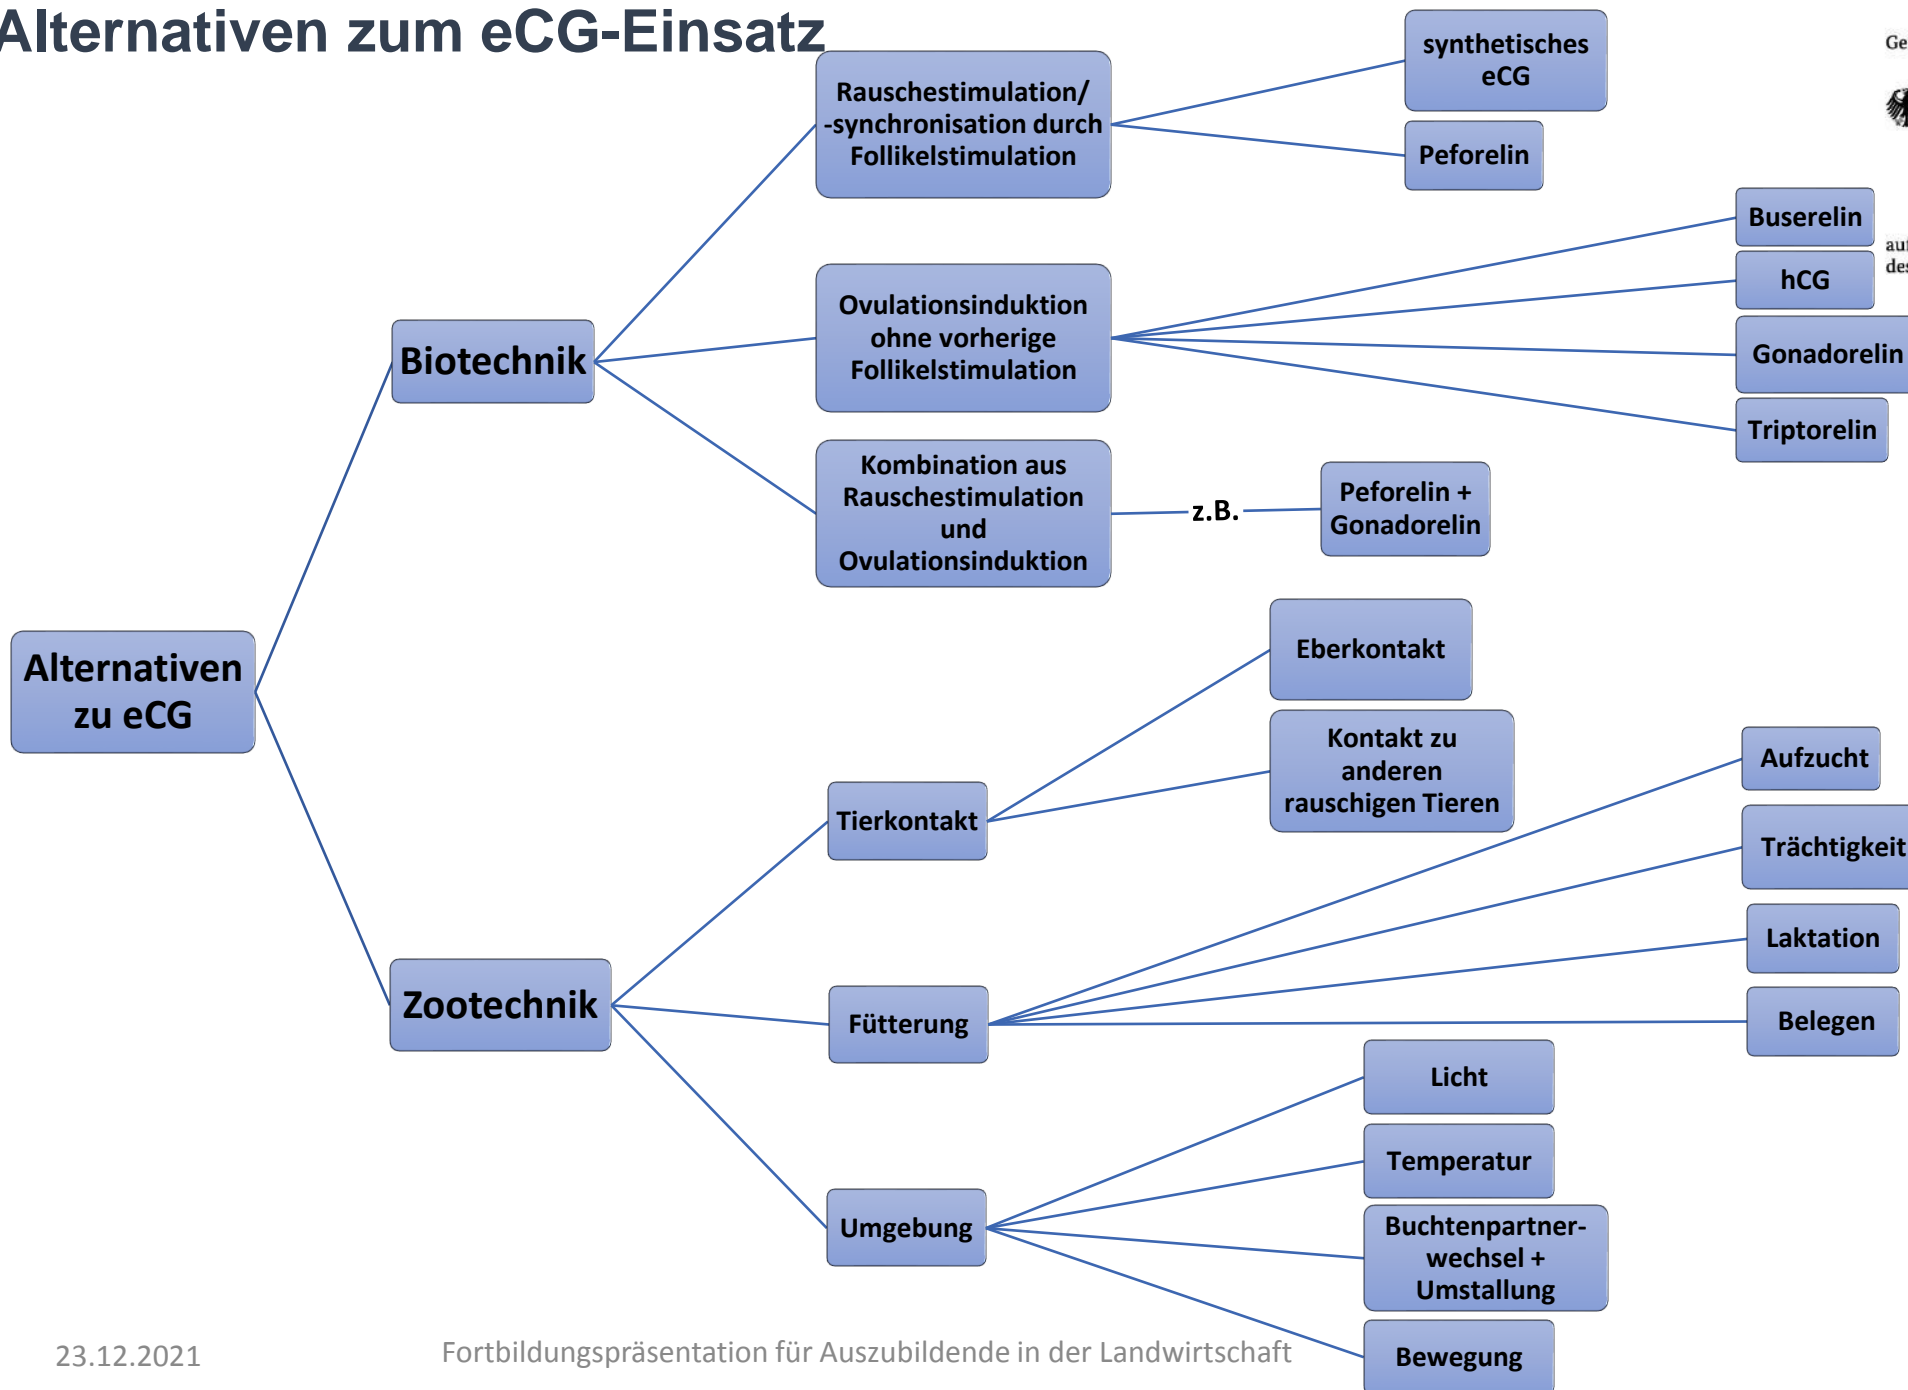 Alternativen zum eCG-Einsatz
Ge
auf
des
Alternativen
zu eCG
Biotechnik
Rauschestimulation/
-synchronisation durch
Follikelstimulation
synthetisches
eCG
Peforelin
Ovulationsinduktion
ohne vorherige
Follikelstimulation
Buserelin
hCG
Gonadorelin
Triptorelin
Kombination aus
Rauschestimulation
und
Ovulationsinduktion
z.B.
Peforelin +
Gonadorelin
Zootechnik
Tierkontakt
Eberkontakt
Kontakt zu
anderen
rauschigen Tieren
Fütterung
Aufzucht
Trächtigkeit
Laktation
Belegen
Umgebung
Licht
Temperatur
Buchtenpartner-
wechsel +
Umstallung
Bewegung
23.12.2021
Fortbildungspräsentation für Auszubildende in der Landwirtschaft